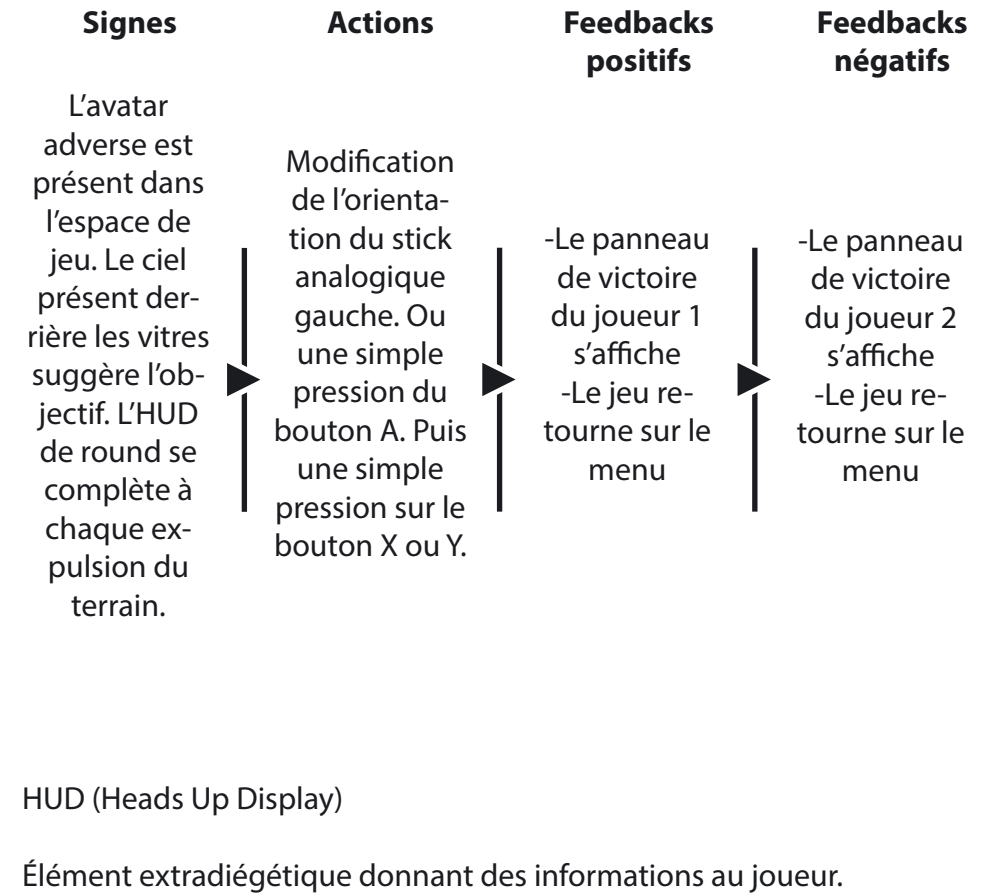 Signes
L'avatar
adverse est
présent dans
l'espace de
jeu. Le ciel
présent der-
rière les vitres
suggère l'ob-
jectif. L'HUD
de round se
complète à
chaque ex-
pulsion du
terrain.
Actions
Modification
de l'orienta-
tion du stick
analogique
gauche. Ou
une simple
pression du
bouton A. Puis
une simple
pression sur le
bouton X ou Y.
Feedbacks
positifs
-Le panneau
de victoire
du joueur 1
s'affiche
-Le jeu re-
tourne sur le
menu
Feedbacks
négatifs
-Le panneau
de victoire
du joueur 2
s'affiche
-Le jeu re-
tourne sur le
menu
HUD (Heads Up Display)
Élément extradiégétique donnant des informations au joueur.